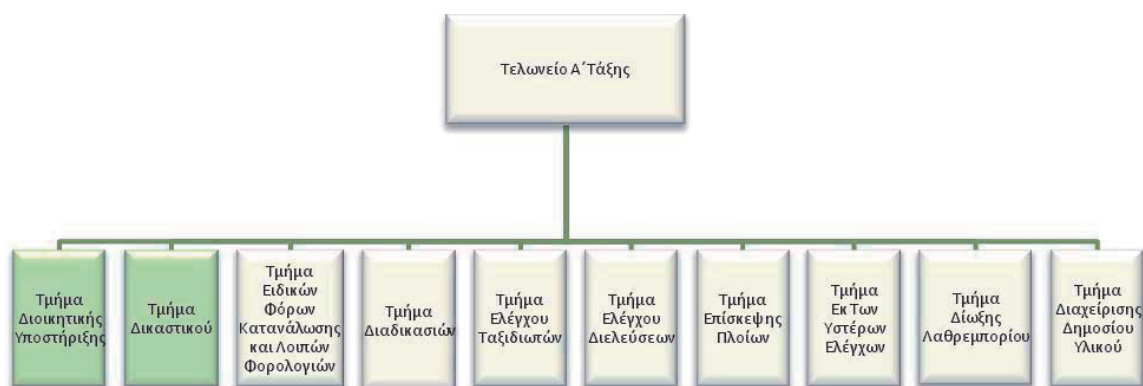 Τελωνείο Α΄Τάξης
Τμήμα
Διοικητικής
Υποστήριξης
Τμήμα
Δικαστικού
Τμήμα
Ειδικών
Φόρων
Κατανάλωσης
και Λοιπών
Φορολογιών
Τμήμα
Διαδικασιών
Τμήμα
Ελέγχου
Ταξιδιωτών
Τμήμα
Ελέγχου
Διελεύσεων
Τμήμα
Επίσκεψης
Πλοίων
Τμήμα
Εκ Των
Υστέρων
Ελέγχων
Τμήμα
Δίωξης
Λαθρεμπορίου
Τμήμα
Διαχείρισης
Δημοσίου
Υλικού